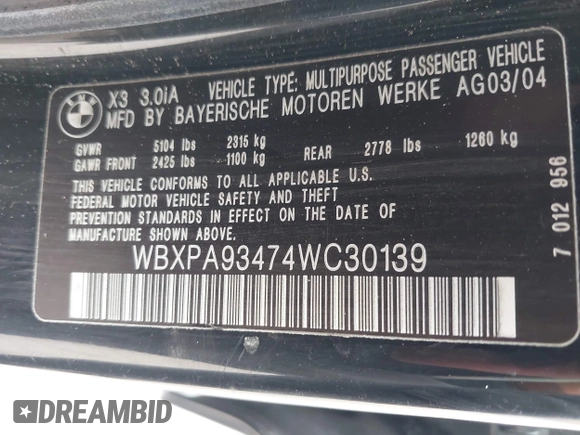 BMW
X3 3.0iA VEHICLE TYPE: MULTIPURPOSE PASSENGER VEHICLE
MFD BY BAYERISCHE MOTOREN WERKE AG03/04
GVWR 5104 lbs 2315 kg
GAWR FRONT 2425 lbs 1100 kg REAR 2778 lbs 1260 kg
THIS VEHICLE CONFORMS TO ALL APPLICABLE U.S.
FEDERAL MOTOR VEHICLE SAFETY AND THEFT
PREVENTION STANDARDS IN EFFECT ON THE DATE OF
MANUFACTURE SHOWN ABOVE.
WBXPA93474WC30139
7 012 956
DREAMBID